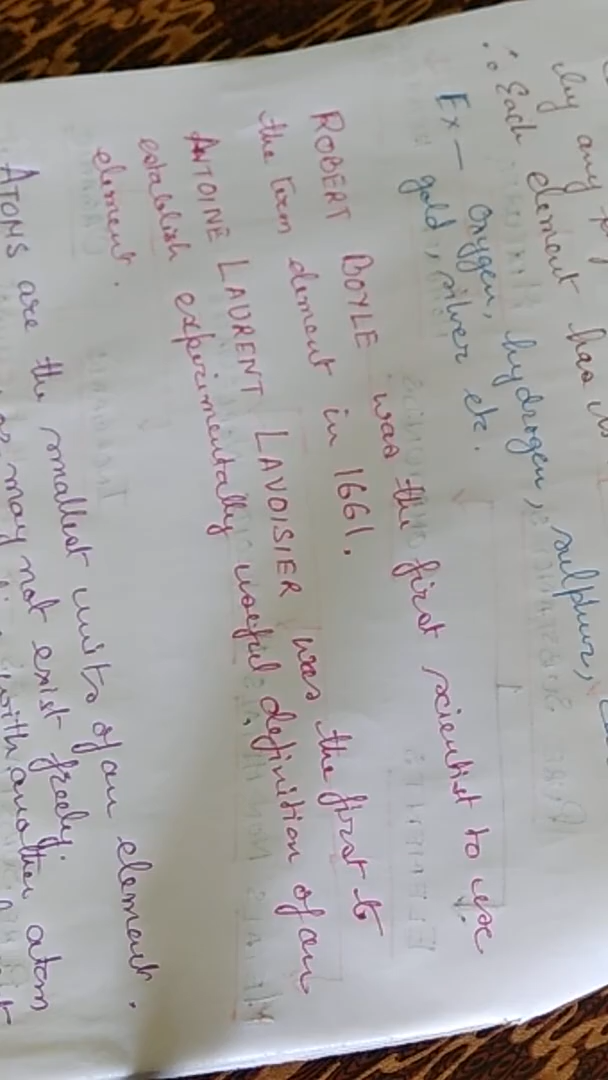 by any
∴ Each element has
Ex - oxygen, hydrogen, sulphur,
gold, silver etc.
ROBERT BOYLE was the first scientist to use
the term element in 1661.
ANTOINE LAURENT LAVOISIER was the first to
establish experimentally useful definition of an
element.
ATOMS are the smallest units of an element.
may not exist freely.
with another atom